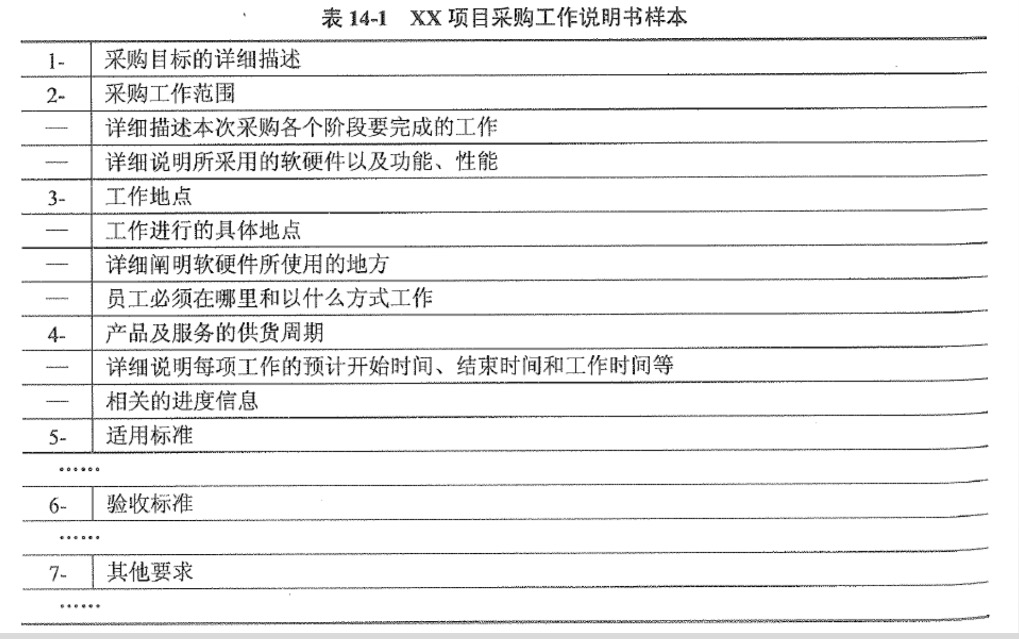 表 14-1 XX 项目采购工作说明书样本
1- 采购目标的详细描述
2- 采购工作范围
— 详细描述本次采购各个阶段要完成的工作
— 详细说明所采用的软硬件以及功能、性能
3- 工作地点
— 工作进行的具体地点
— 详细阐明软硬件所使用的地方
— 员工必须在哪里和以什么方式工作
4- 产品及服务的供货周期
— 详细说明每项工作的预计开始时间、结束时间和工作时间等
— 相关的进度信息
5- 适用标准
……
6- 验收标准
……
7- 其他要求
……